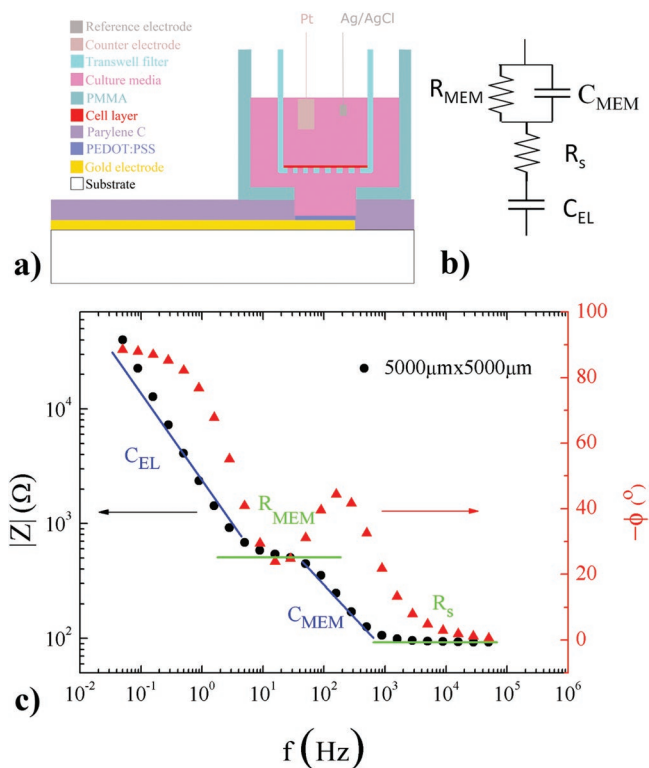 Pt Ag/AgCl
Reference electrode
Counter electrode
Transwell filter
Culture media
PMMA
Cell layer
Parylene C
PEDOT:PSS
Gold electrode
Substrate
a)
R_MEM
C_MEM
R_s
C_EL
b)
5000μmx5000μm
C_EL
R_MEM
C_MEM
R_s
|Z| (Ω)
10^4
10^3
10^2
100
80
60
40
20
0
-ϕ (°)
10^-2 10^-1 10^0 10^1 10^2 10^3 10^4 10^5 10^6
c)
f (Hz)